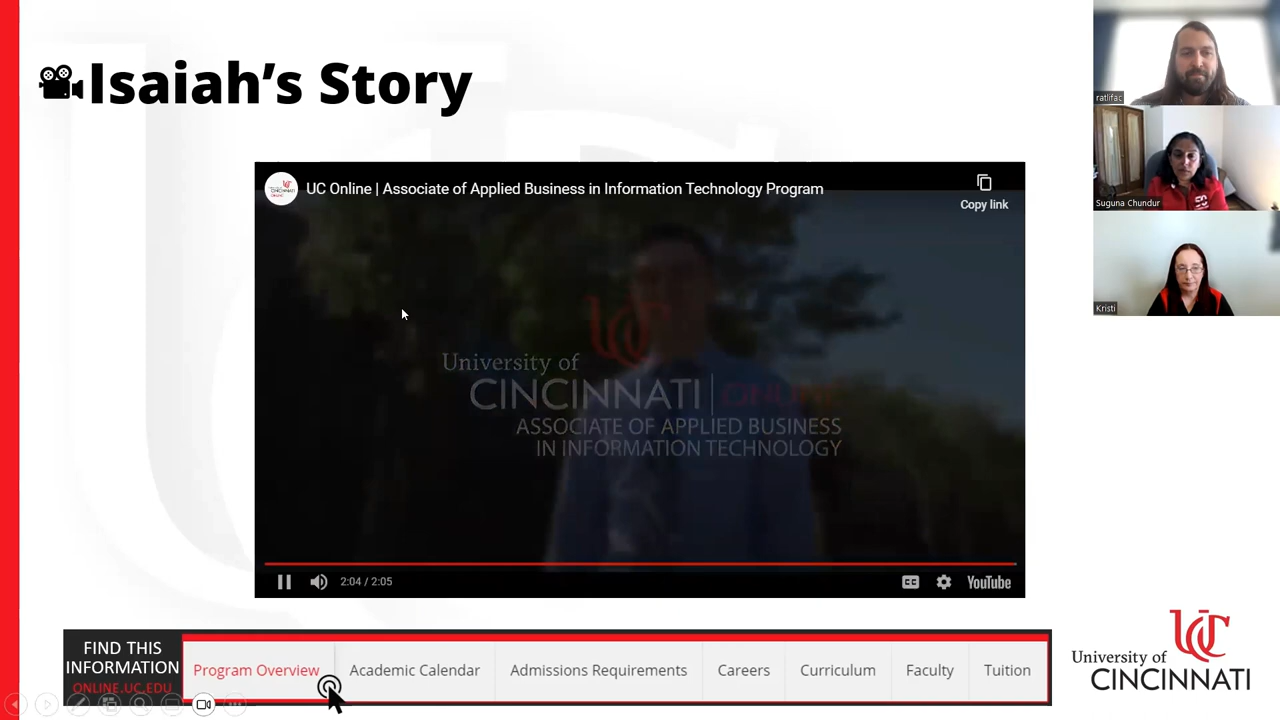 Isaiah's Story
UC Online | Associate of Applied Business in Information Technology Program
Copy link
University of
CINCINNATI | ONLINE
ASSOCIATE OF APPLIED BUSINESS
IN INFORMATION TECHNOLOGY
2:04 / 2:05
CC
YouTube
ratlifac
Suguna Chundur
Kristi
FIND THIS
INFORMATION
ONLINE.UC.EDU
Program Overview
Academic Calendar
Admissions Requirements
Careers
Curriculum
Faculty
Tuition
UC
University of
CINCINNATI